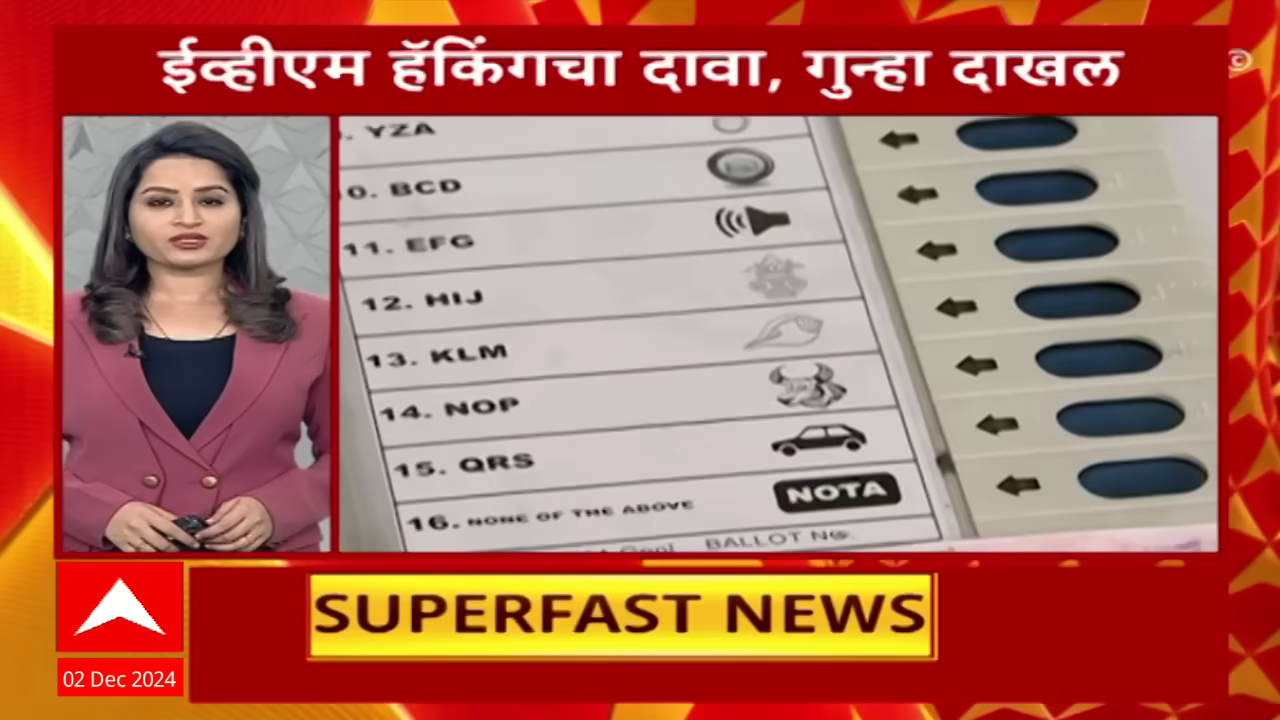 ईव्हीएम हॅकिंगचा दावा, गुन्हा दाखल
©
. YZA
0. BCD
11. EFG
12. HIJ
13. KLM
14. NOP
15. QRS
16. NONE OF THE ABOVE NOTA
BALLOT No.
SUPERFAST NEWS
02 Dec 2024